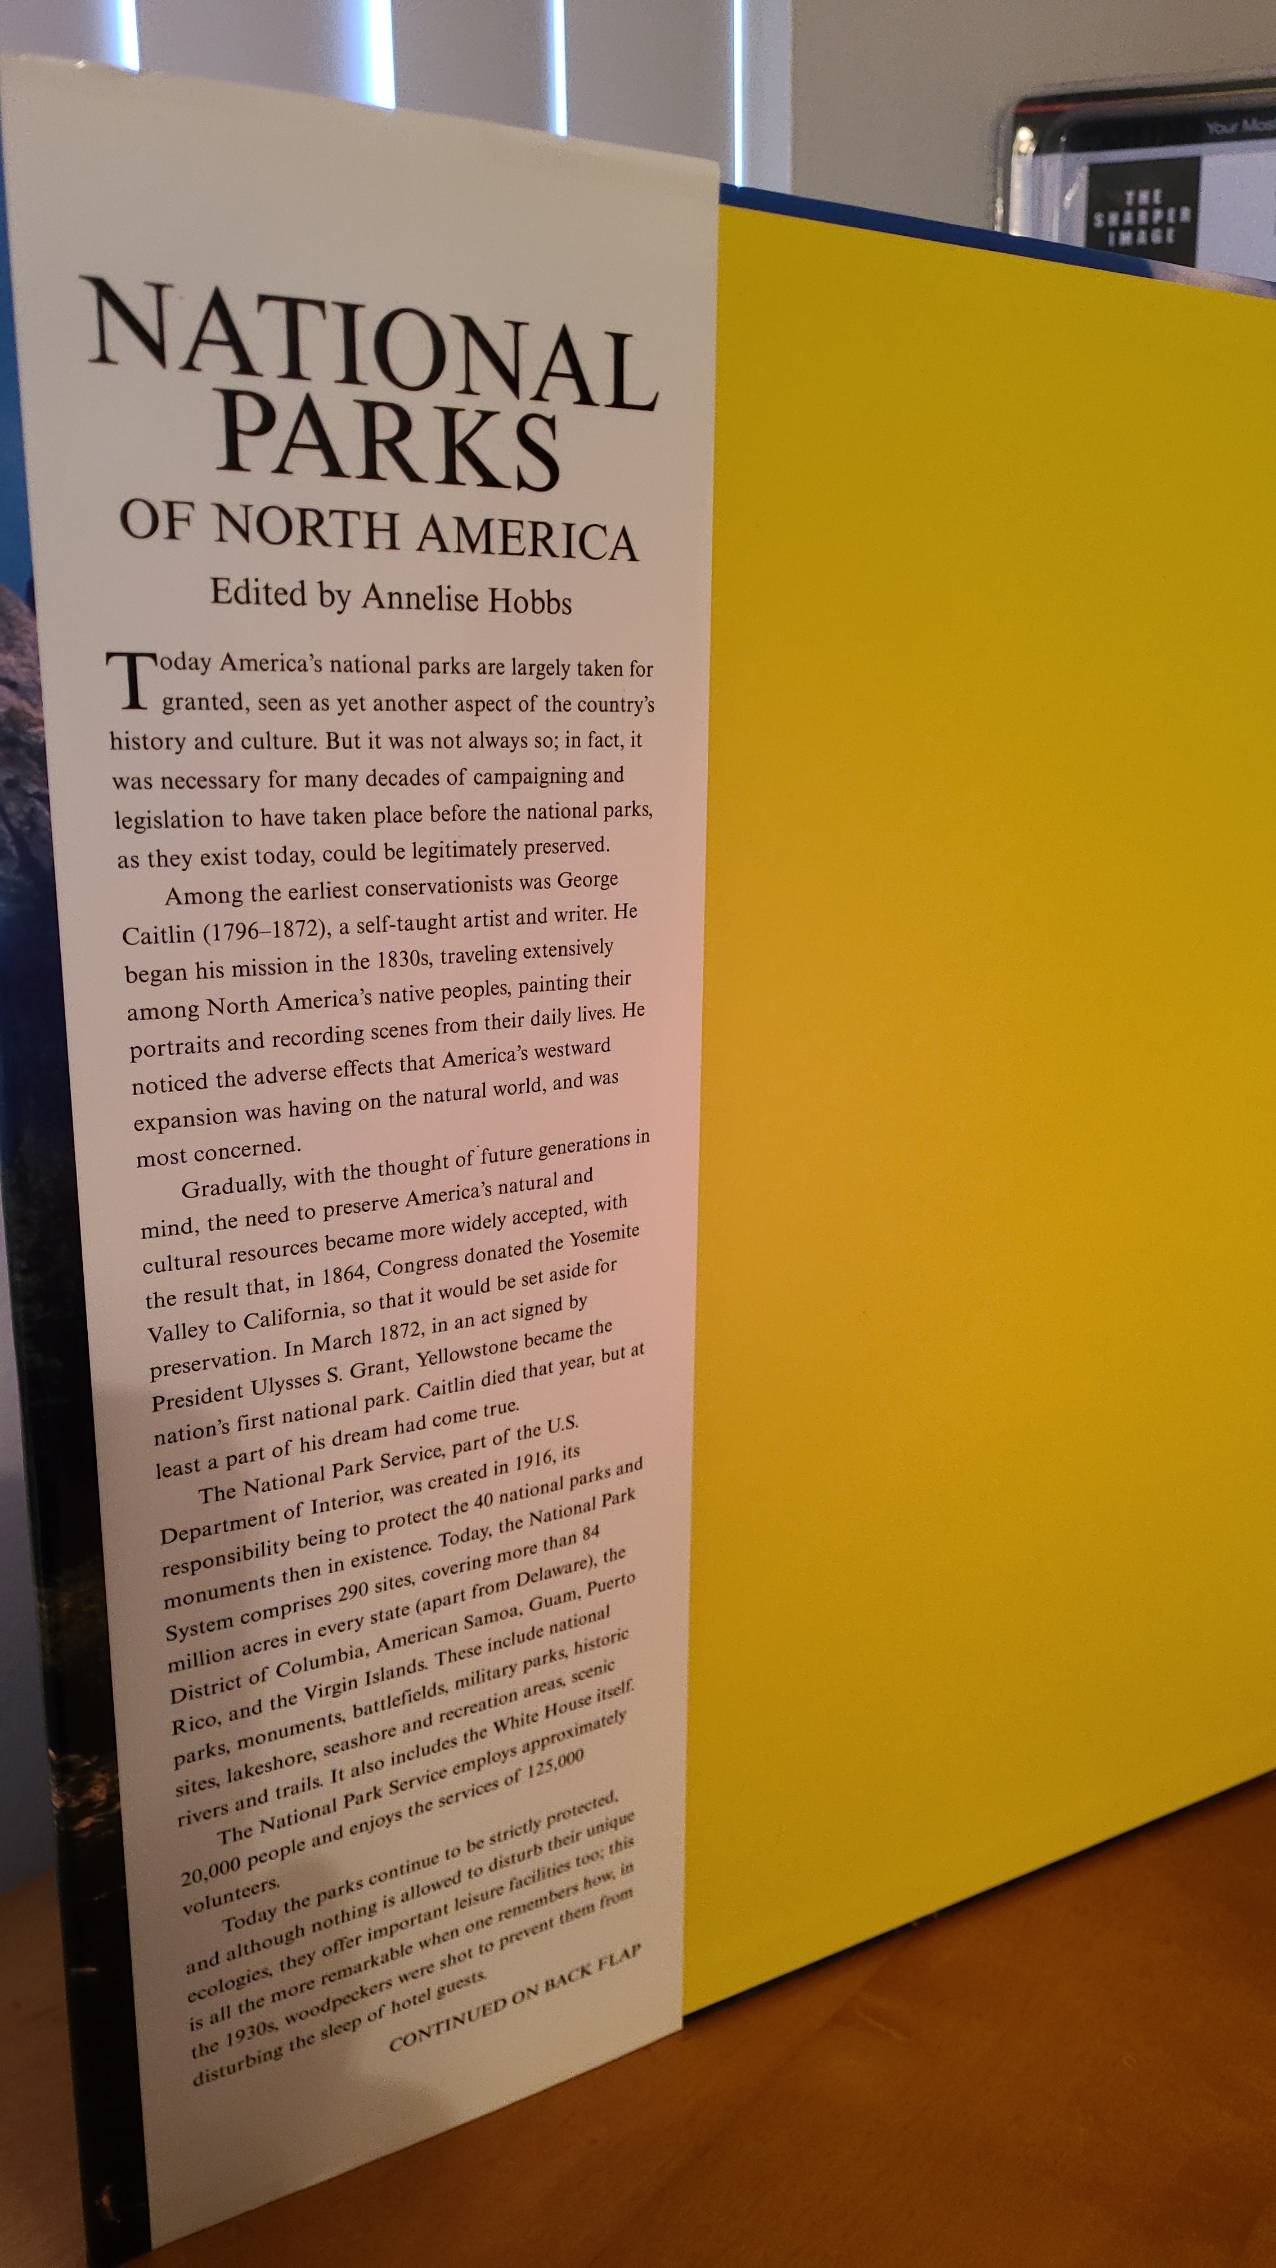 Your Most
THE
SHARPER
IMAGE
NATIONAL
PARKS
OF NORTH AMERICA
Edited by Annelise Hobbs
Today America's national parks are largely taken for
granted, seen as yet another aspect of the country's
history and culture. But it was not always so; in fact, it
was necessary for many decades of campaigning and
legislation to have taken place before the national parks,
as they exist today, could be legitimately preserved.
Among the earliest conservationists was George
Caitlin (1796–1872), a self-taught artist and writer. He
began his mission in the 1830s, traveling extensively
among North America's native peoples, painting their
portraits and recording scenes from their daily lives. He
noticed the adverse effects that America's westward
expansion was having on the natural world, and was
most concerned.
Gradually, with the thought of future generations in
mind, the need to preserve America's natural and
cultural resources became more widely accepted, with
the result that, in 1864, Congress donated the Yosemite
Valley to California, so that it would be set aside for
preservation. In March 1872, in an act signed by
President Ulysses S. Grant, Yellowstone became the
nation's first national park. Caitlin died that year, but at
least a part of his dream had come true.
The National Park Service, part of the U.S.
Department of Interior, was created in 1916, its
responsibility being to protect the 40 national parks and
monuments then in existence. Today, the National Park
System comprises 290 sites, covering more than 84
million acres in every state (apart from Delaware), the
District of Columbia, American Samoa, Guam, Puerto
Rico, and the Virgin Islands. These include national
parks, monuments, battlefields, military parks, historic
sites, lakeshore, seashore and recreation areas, scenic
rivers and trails. It also includes the White House itself.
The National Park Service employs approximately
20,000 people and enjoys the services of 125,000
volunteers.
Today the parks continue to be strictly protected,
and although nothing is allowed to disturb their unique
ecologies, they offer important leisure facilities too; this
is all the more remarkable when one remembers how, in
the 1930s, woodpeckers were shot to prevent them from
disturbing the sleep of hotel guests.
CONTINUED ON BACK FLAP